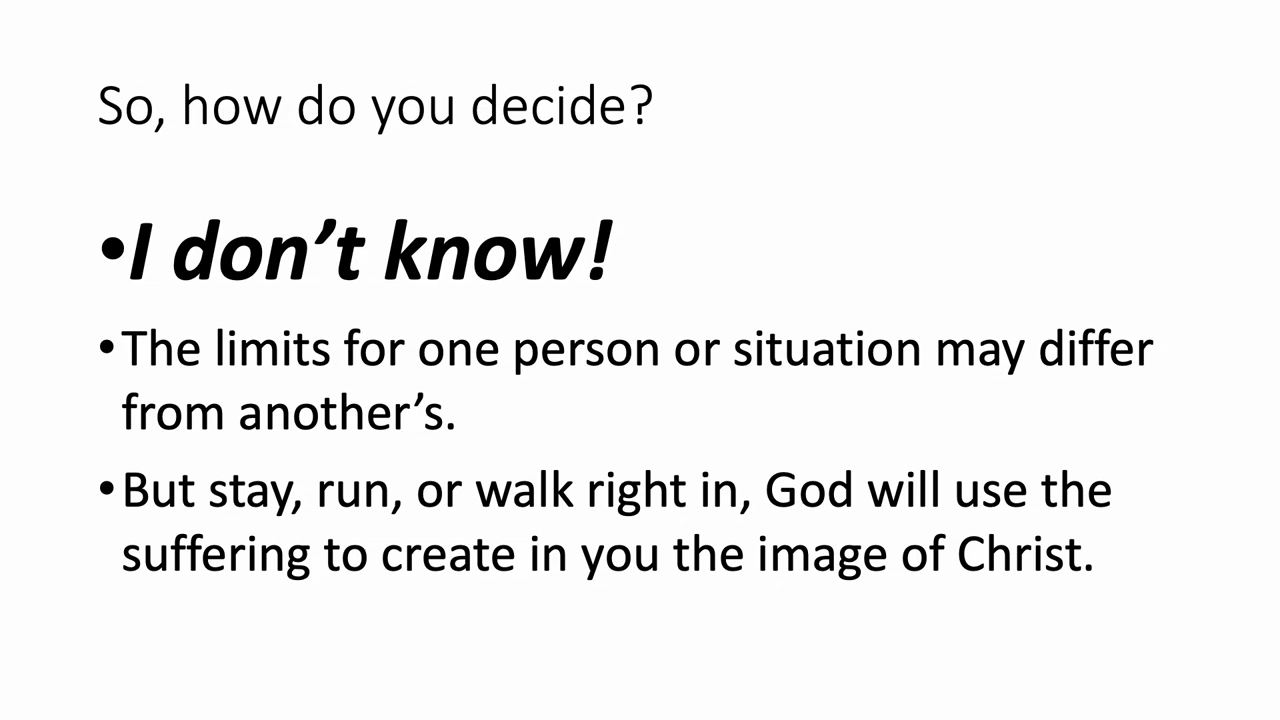 So, how do you decide?
•I don’t know!
•The limits for one person or situation may differ
from another’s.
•But stay, run, or walk right in, God will use the
suffering to create in you the image of Christ.